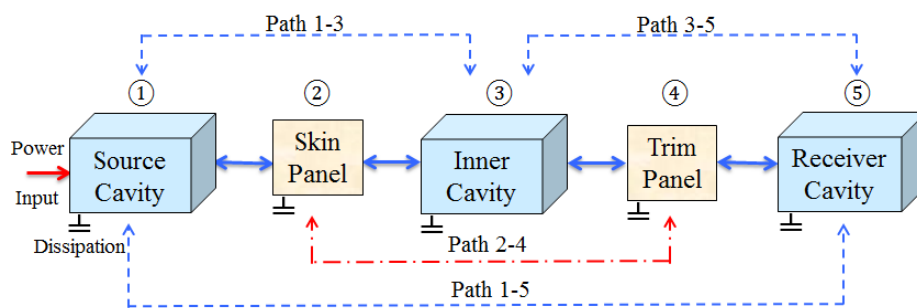 Path 1-3
Path 3-5
①
②
③
④
⑤
Power
Input
Source
Cavity
Skin
Panel
Inner
Cavity
Trim
Panel
Receiver
Cavity
Dissipation
Path 2-4
Path 1-5